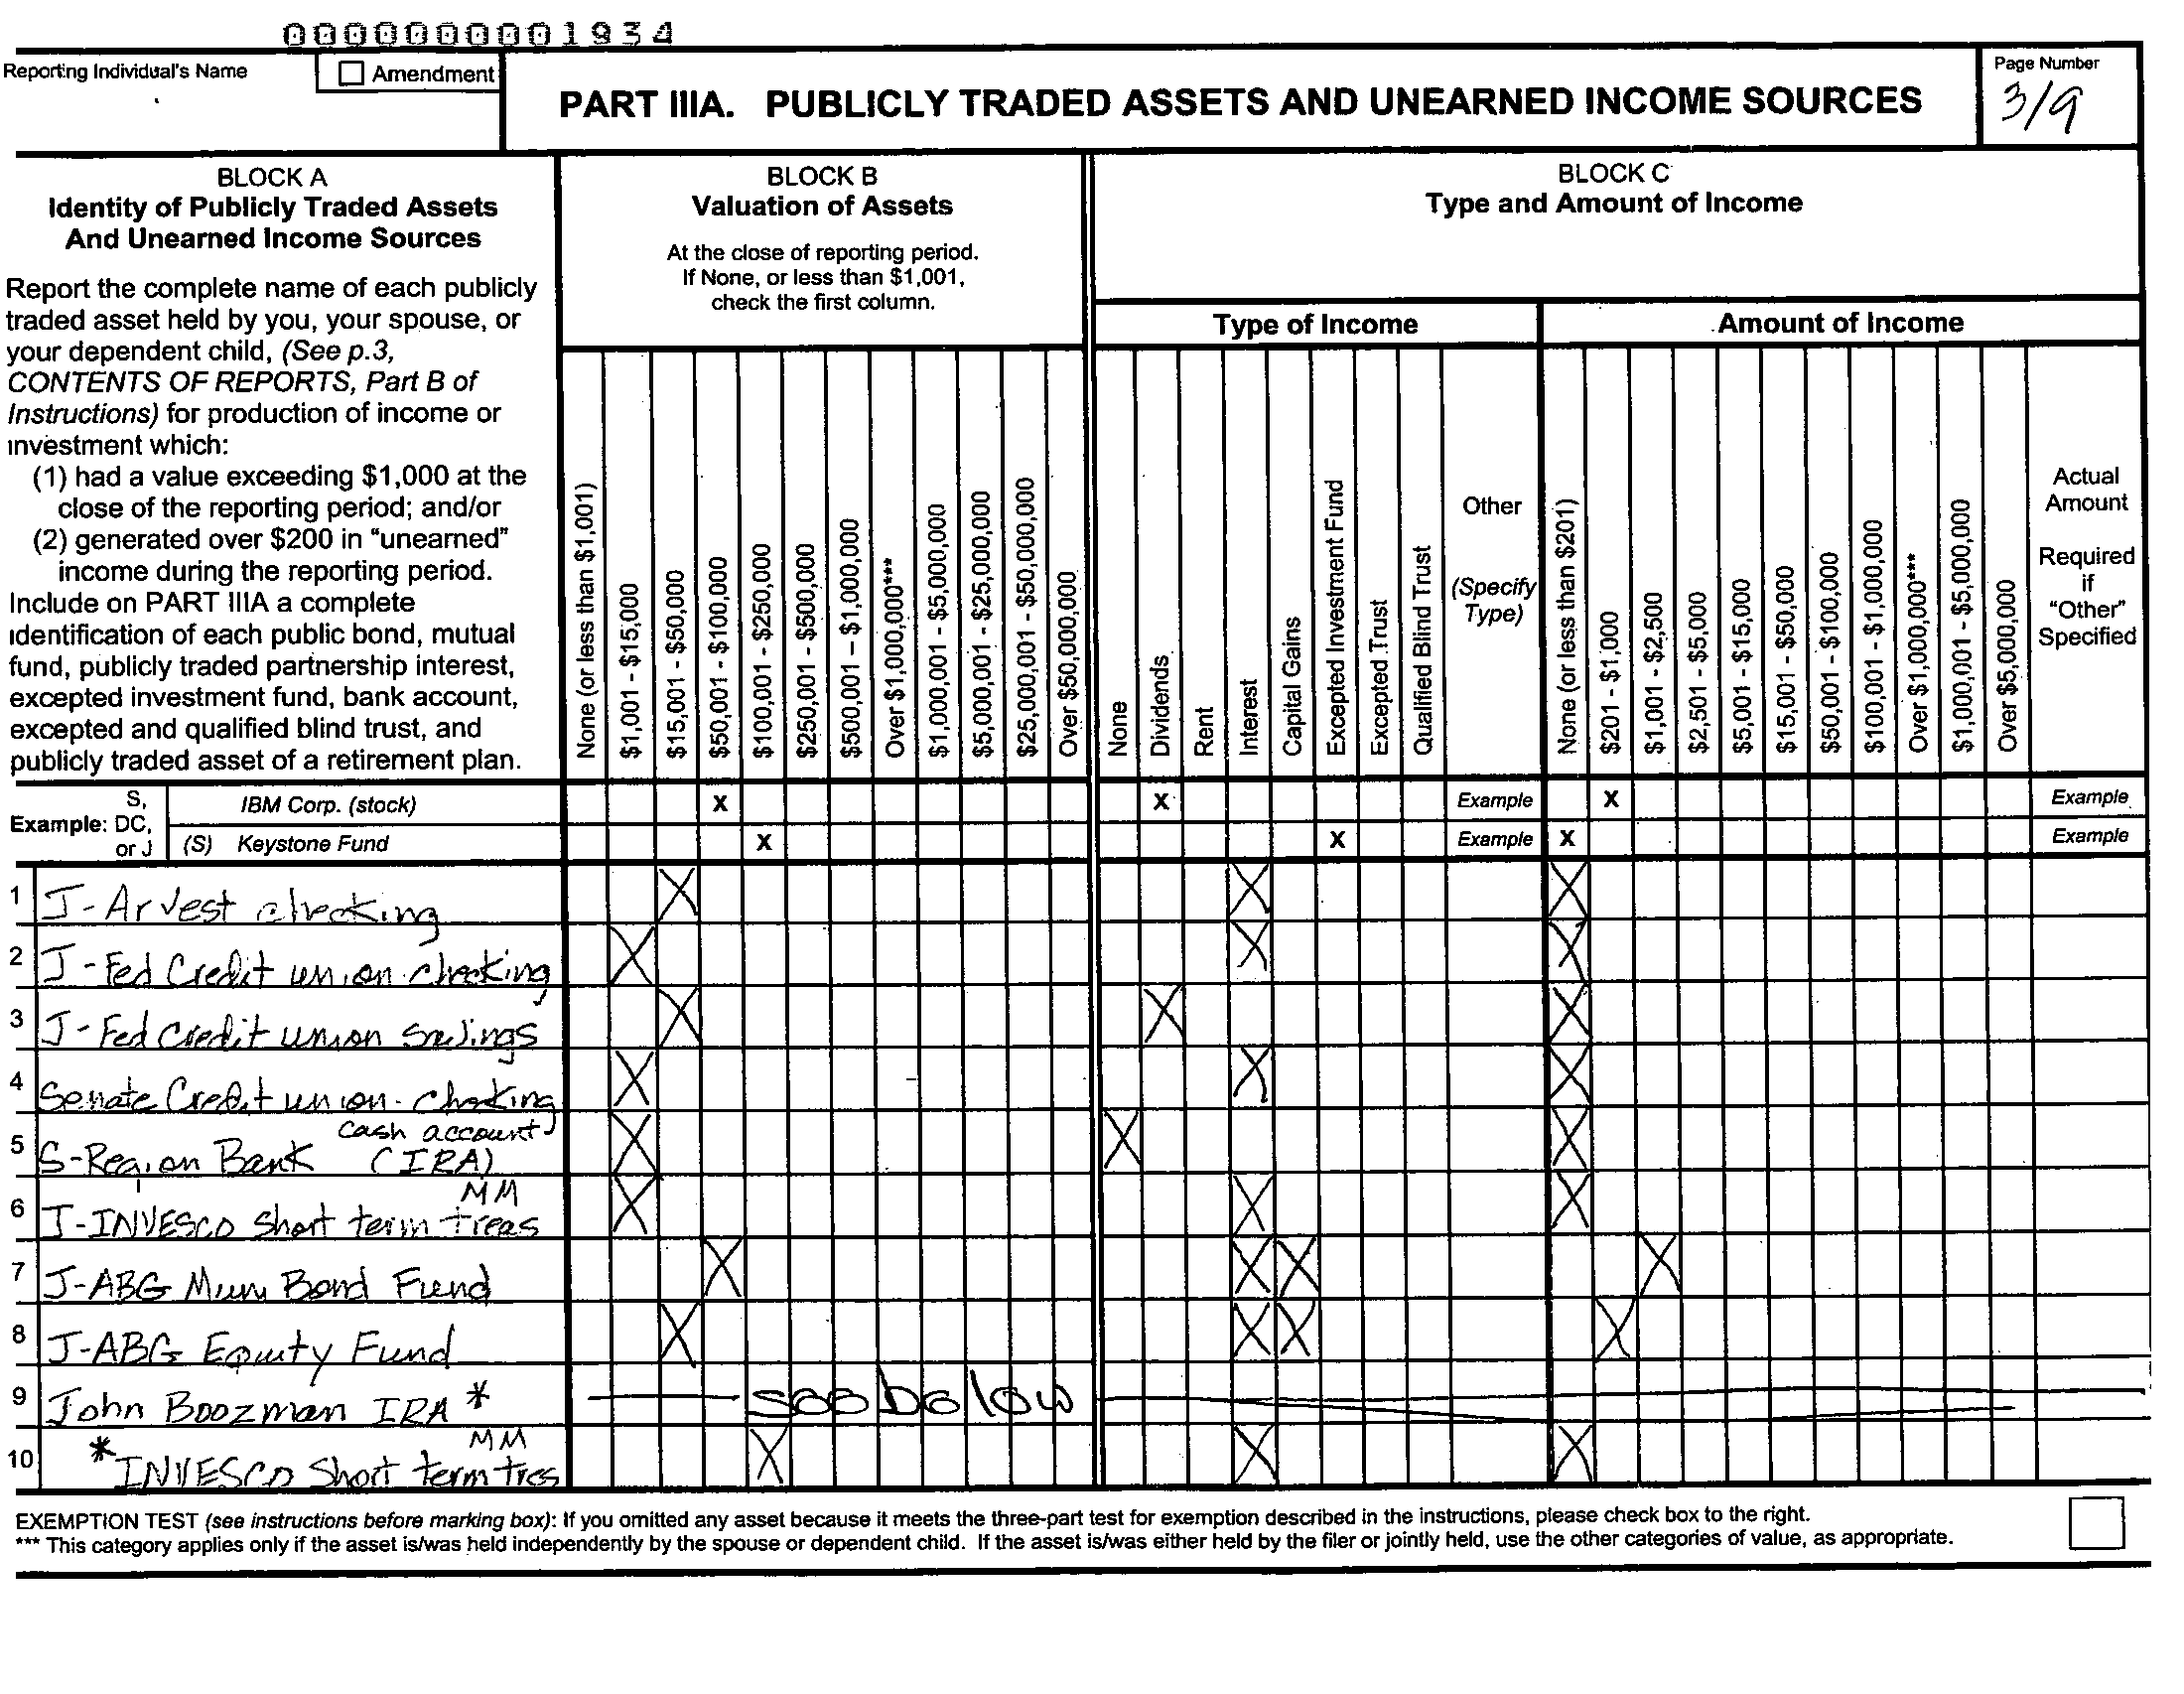 0000000001934
Reporting Individual's Name
Amendment
PART IIIA. PUBLICLY TRADED ASSETS AND UNEARNED INCOME SOURCES
Page Number
3/9
BLOCK A
Identity of Publicly Traded Assets
And Unearned Income Sources
Report the complete name of each publicly
traded asset held by you, your spouse, or
your dependent child, (See p.3,
CONTENTS OF REPORTS, Part B of
Instructions) for production of income or
investment which:
(1) had a value exceeding $1,000 at the
close of the reporting period; and/or
(2) generated over $200 in "unearned"
income during the reporting period.
Include on PART IIIA a complete
identification of each public bond, mutual
fund, publicly traded partnership interest,
excepted investment fund, bank account,
excepted and qualified blind trust, and
publicly traded asset of a retirement plan.
BLOCK B
Valuation of Assets
At the close of reporting period.
If None, or less than $1,001,
check the first column.
None (or less than $1,001)
$1,001 - $15,000
$15,001 - $50,000
$50,001 - $100,000
$100,001 - $250,000
$250,001 - $500,000
$500,001 – $1,000,000
Over $1,000,000***
$1,000,001 - $5,000,000
$5,000,001 - $25,000,000
$25,000,001 - $50,000,000
Over $50,000,000
BLOCK C
Type and Amount of Income
Type of Income
None
Dividends
Rent
Interest
Capital Gains
Excepted Investment Fund
Excepted Trust
Qualified Blind Trust
Other
(Specify
Type)
Amount of Income
None (or less than $201)
$201 - $1,000
$1,001 - $2,500
$2,501 - $5,000
$5,001 - $15,000
$15,001 - $50,000
$50,001 - $100,000
$100,001 - $1,000,000
Over $1,000,000***
$1,000,001 - $5,000,000
Over $5,000,000
Actual
Amount
Required
if
"Other"
Specified
Example: S, DC, or J
IBM Corp. (stock) X X Example X Example
(S) Keystone Fund X X Example X Example
1 J-Arvest checking X X X
2 J-Fed Credit union checking X X X
3 J-Fed Credit union savings X X X
4 Senate Credit union checking X X X
5 S-Region Bank cash account (IRA) X X X
6 J-INVESCO short term treas MM X X X
7 J-ABG Muni Bond Fund X X X X
8 J-ABG Equity Fund X X X X
9 John Boozman IRA * see below
10 * INVESCO Short term tres MM X X X
EXEMPTION TEST (see instructions before marking box): If you omitted any asset because it meets the three-part test for exemption described in the instructions, please check box to the right.
*** This category applies only if the asset is/was held independently by the spouse or dependent child. If the asset is/was either held by the filer or jointly held, use the other categories of value, as appropriate.